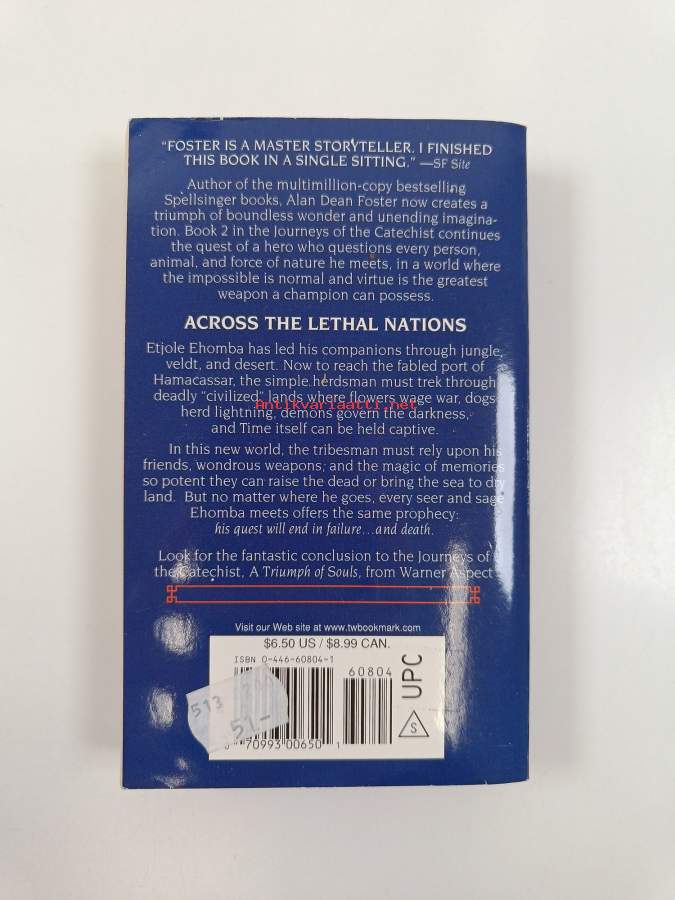 “FOSTER IS A MASTER STORYTELLER. I FINISHED
THIS BOOK IN A SINGLE SITTING.” —SF Site
Author of the multimillion-copy bestselling
Spellsinger books, Alan Dean Foster now creates a
triumph of boundless wonder and unending imagina-
tion. Book 2 in the Journeys of the Catechist continues
the quest of a hero who questions every person,
animal, and force of nature he meets, in a world where
the impossible is normal and virtue is the greatest
weapon a champion can possess.
ACROSS THE LETHAL NATIONS
Etjole Ehomba has led his companions through jungle,
veldt, and desert. Now to reach the fabled port of
Hamacassar, the simple herdsman must trek through
deadly “civilized” lands where flowers wage war, dogs
Antikvariaatti.net
herd lightning, demons govern the darkness,
and Time itself can be held captive.
In this new world, the tribesman must rely upon his
friends, wondrous weapons, and the magic of memories
so potent they can raise the dead or bring the sea to dry
land. But no matter where he goes, every seer and sage
Ehomba meets offers the same prophecy:
his quest will end in failure...and death.
Look for the fantastic conclusion to the Journeys of
the Catechist, A Triumph of Souls, from Warner Aspect
Visit our Web site at www.twbookmark.com
$6.50 US / $8.99 CAN.
ISBN 0-446-60804-1
60804
UPC
S
513
51-
0 70993 00650 1